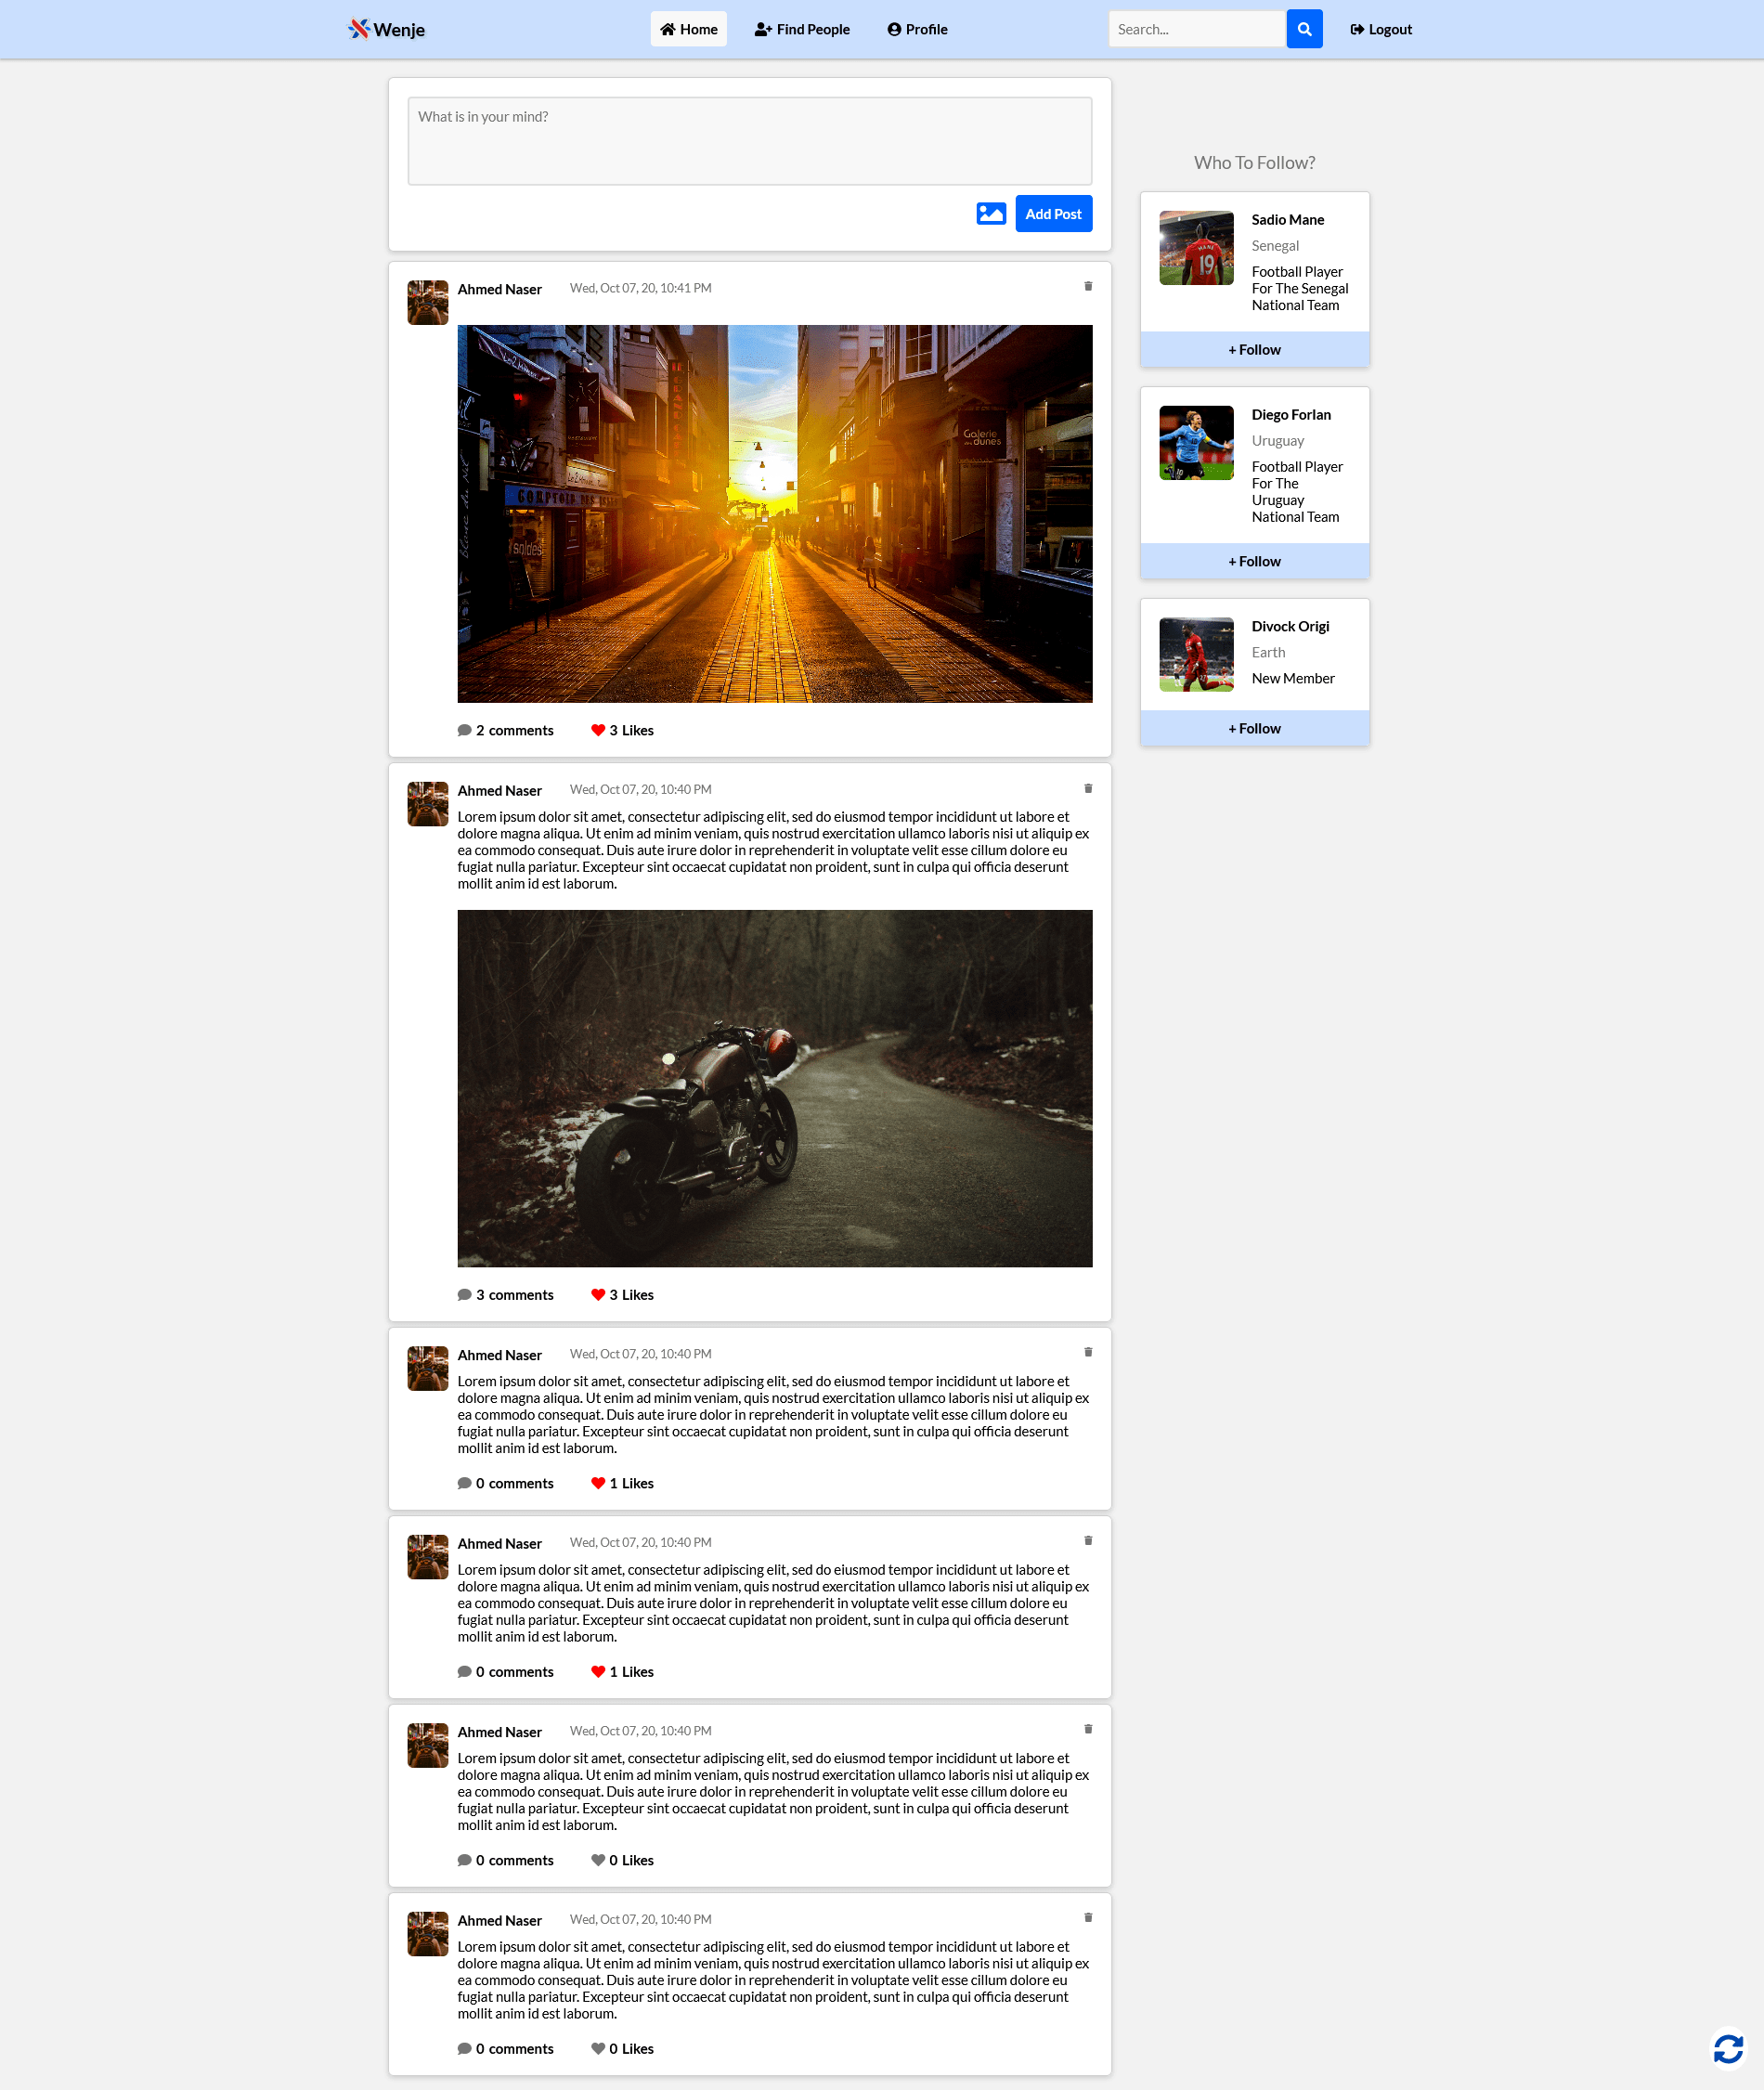 Wenje
Home
Find People
Profile
Search...
Logout
What is in your mind?
Add Post
Ahmed Naser
Wed, Oct 07, 20, 10:41 PM
Le2
Galerie
des dunes
COMPTOIR DES
soldes
2 comments
3 Likes
Ahmed Naser
Wed, Oct 07, 20, 10:40 PM
Lorem ipsum dolor sit amet, consectetur adipiscing elit, sed do eiusmod tempor incididunt ut labore et
dolore magna aliqua. Ut enim ad minim veniam, quis nostrud exercitation ullamco laboris nisi ut aliquip ex
ea commodo consequat. Duis aute irure dolor in reprehenderit in voluptate velit esse cillum dolore eu
fugiat nulla pariatur. Excepteur sint occaecat cupidatat non proident, sunt in culpa qui officia deserunt
mollit anim id est laborum.
3 comments
3 Likes
Ahmed Naser
Wed, Oct 07, 20, 10:40 PM
Lorem ipsum dolor sit amet, consectetur adipiscing elit, sed do eiusmod tempor incididunt ut labore et
dolore magna aliqua. Ut enim ad minim veniam, quis nostrud exercitation ullamco laboris nisi ut aliquip ex
ea commodo consequat. Duis aute irure dolor in reprehenderit in voluptate velit esse cillum dolore eu
fugiat nulla pariatur. Excepteur sint occaecat cupidatat non proident, sunt in culpa qui officia deserunt
mollit anim id est laborum.
0 comments
1 Likes
Ahmed Naser
Wed, Oct 07, 20, 10:40 PM
Lorem ipsum dolor sit amet, consectetur adipiscing elit, sed do eiusmod tempor incididunt ut labore et
dolore magna aliqua. Ut enim ad minim veniam, quis nostrud exercitation ullamco laboris nisi ut aliquip ex
ea commodo consequat. Duis aute irure dolor in reprehenderit in voluptate velit esse cillum dolore eu
fugiat nulla pariatur. Excepteur sint occaecat cupidatat non proident, sunt in culpa qui officia deserunt
mollit anim id est laborum.
0 comments
1 Likes
Ahmed Naser
Wed, Oct 07, 20, 10:40 PM
Lorem ipsum dolor sit amet, consectetur adipiscing elit, sed do eiusmod tempor incididunt ut labore et
dolore magna aliqua. Ut enim ad minim veniam, quis nostrud exercitation ullamco laboris nisi ut aliquip ex
ea commodo consequat. Duis aute irure dolor in reprehenderit in voluptate velit esse cillum dolore eu
fugiat nulla pariatur. Excepteur sint occaecat cupidatat non proident, sunt in culpa qui officia deserunt
mollit anim id est laborum.
0 comments
0 Likes
Ahmed Naser
Wed, Oct 07, 20, 10:40 PM
Lorem ipsum dolor sit amet, consectetur adipiscing elit, sed do eiusmod tempor incididunt ut labore et
dolore magna aliqua. Ut enim ad minim veniam, quis nostrud exercitation ullamco laboris nisi ut aliquip ex
ea commodo consequat. Duis aute irure dolor in reprehenderit in voluptate velit esse cillum dolore eu
fugiat nulla pariatur. Excepteur sint occaecat cupidatat non proident, sunt in culpa qui officia deserunt
mollit anim id est laborum.
0 comments
0 Likes
Who To Follow?
MANE
19
Sadio Mane
Senegal
Football Player
For The Senegal
National Team
+ Follow
10
Diego Forlan
Uruguay
Football Player
For The
Uruguay
National Team
+ Follow
Divock Origi
Earth
New Member
+ Follow